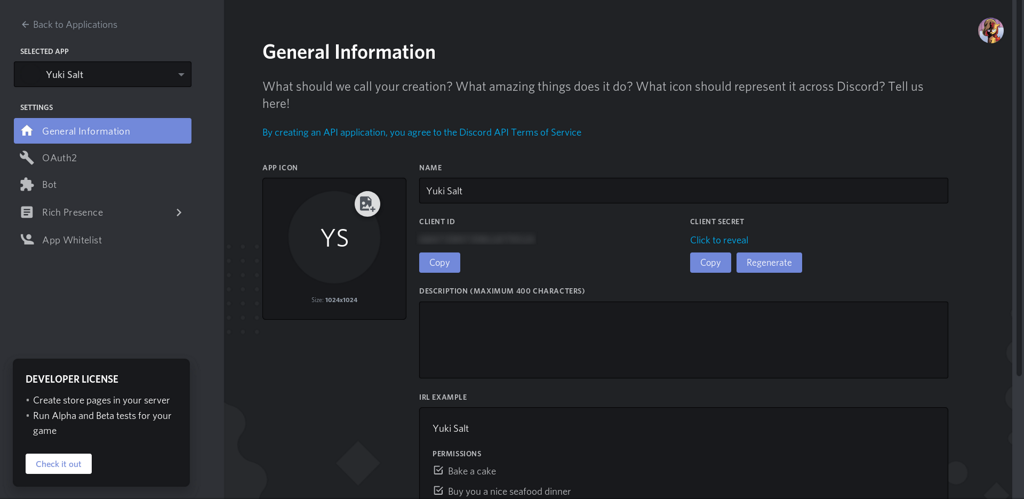 Back to Applications
SELECTED APP
Yuki Salt
SETTINGS
General Information
OAuth2
Bot
Rich Presence
App Whitelist
DEVELOPER LICENSE
• Create store pages in your server
• Run Alpha and Beta tests for your
game
Check it out
General Information
What should we call your creation? What amazing things does it do? What icon should represent it across Discord? Tell us
here!
By creating an API application, you agree to the Discord API Terms of Service
APP ICON
YS
Size: 1024x1024
NAME
Yuki Salt
CLIENT ID
Copy
CLIENT SECRET
Click to reveal
Copy Regenerate
DESCRIPTION (MAXIMUM 400 CHARACTERS)
IRL EXAMPLE
Yuki Salt
PERMISSIONS
Bake a cake
Buy you a nice seafood dinner